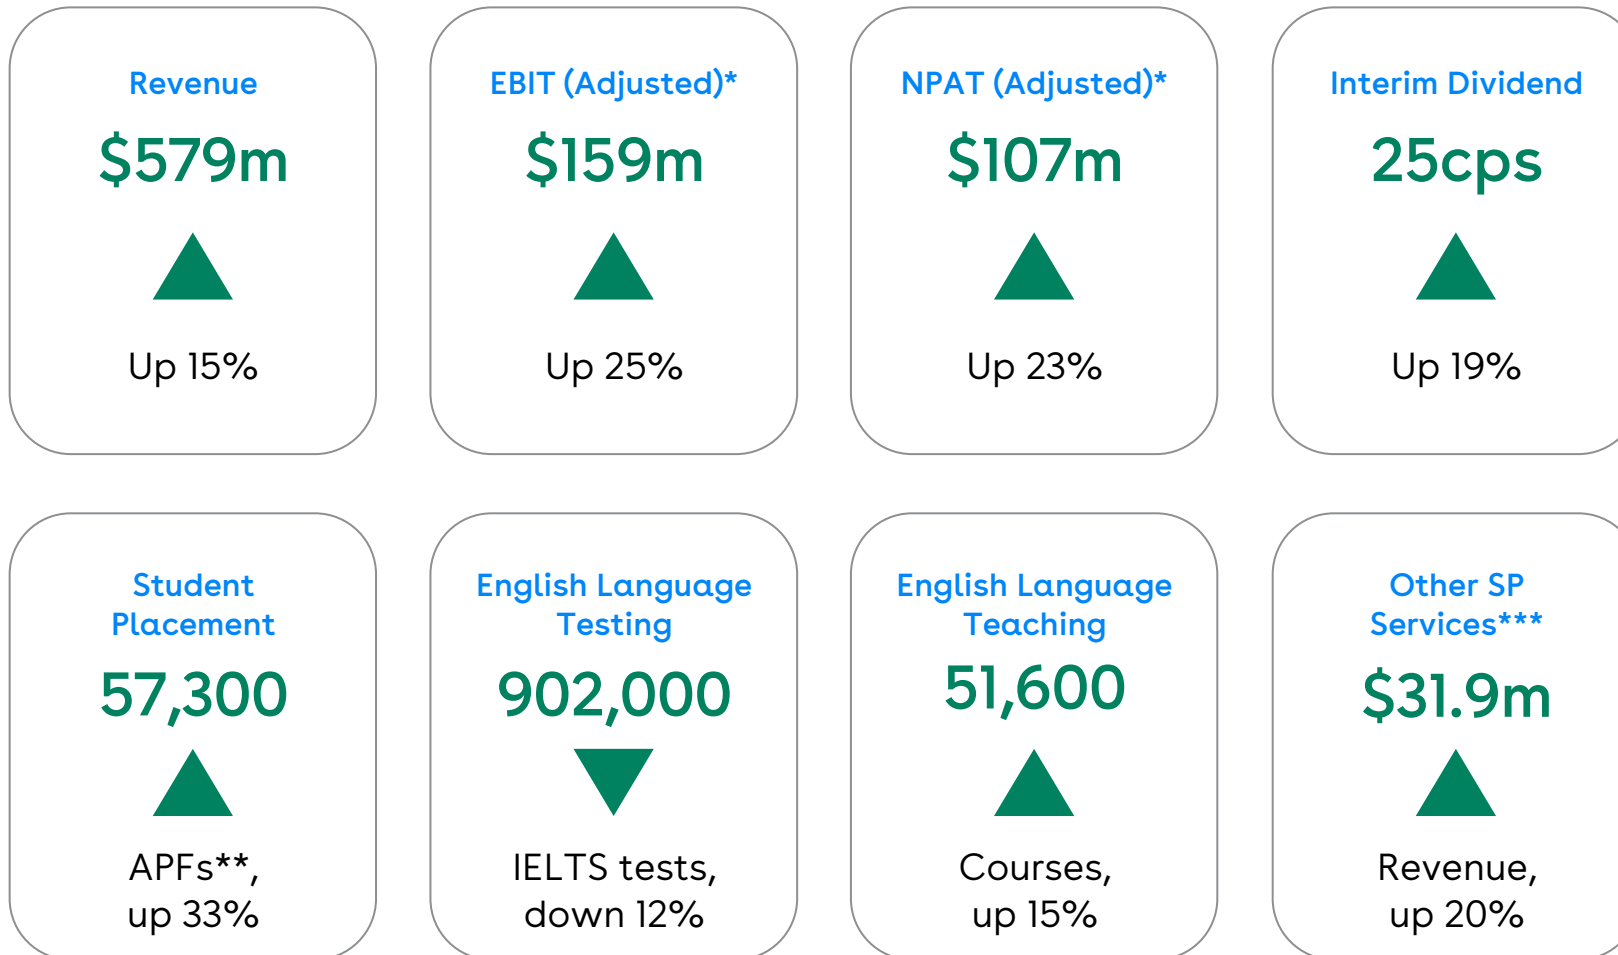 Revenue
$579m
Up 15%
EBIT (Adjusted)*
$159m
Up 25%
NPAT (Adjusted)*
$107m
Up 23%
Interim Dividend
25cps
Up 19%
Student
Placement
57,300
APFs**,
up 33%
English Language
Testing
902,000
IELTS tests,
down 12%
English Language
Teaching
51,600
Courses,
up 15%
Other SP
Services***
$31.9m
Revenue,
up 20%